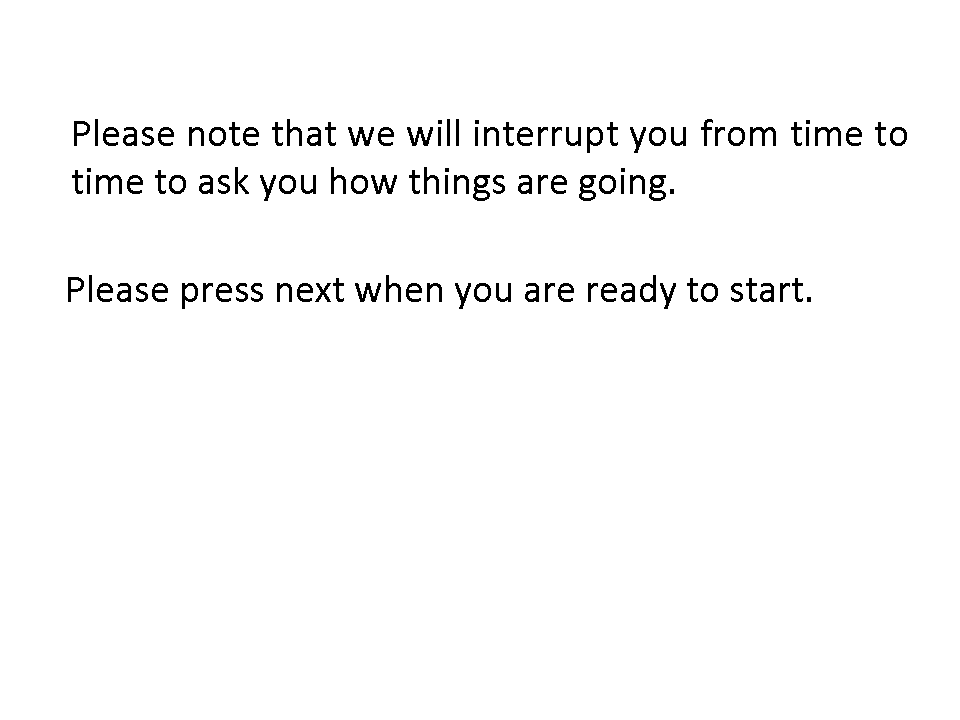 Please note that we will interrupt you from time to
time to ask you how things are going.
Please press next when you are ready to start.